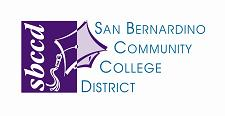 sbccd
SAN BERNARDINO
COMMUNITY
COLLEGE
DISTRICT